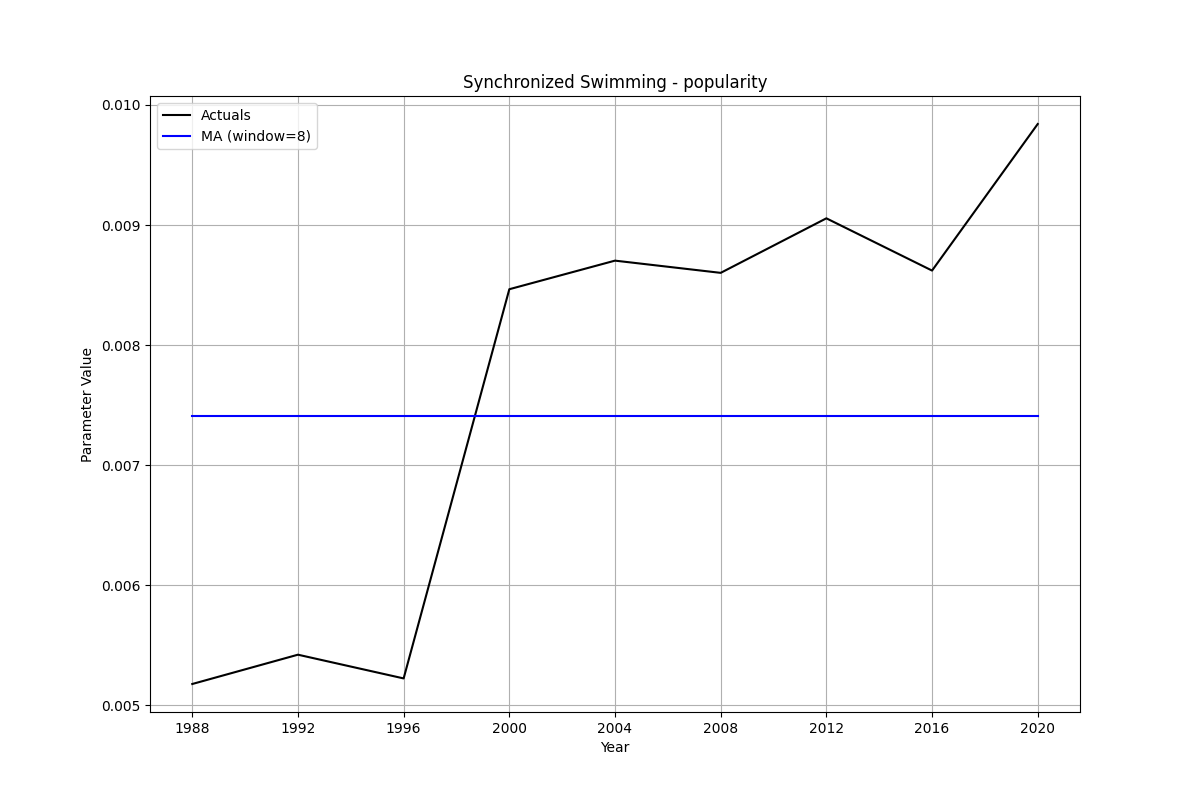 Synchronized Swimming - popularity
Actuals
MA (window=8)
0.010
0.009
0.008
0.007
0.006
0.005
Parameter Value
1988 1992 1996 2000 2004 2008 2012 2016 2020
Year